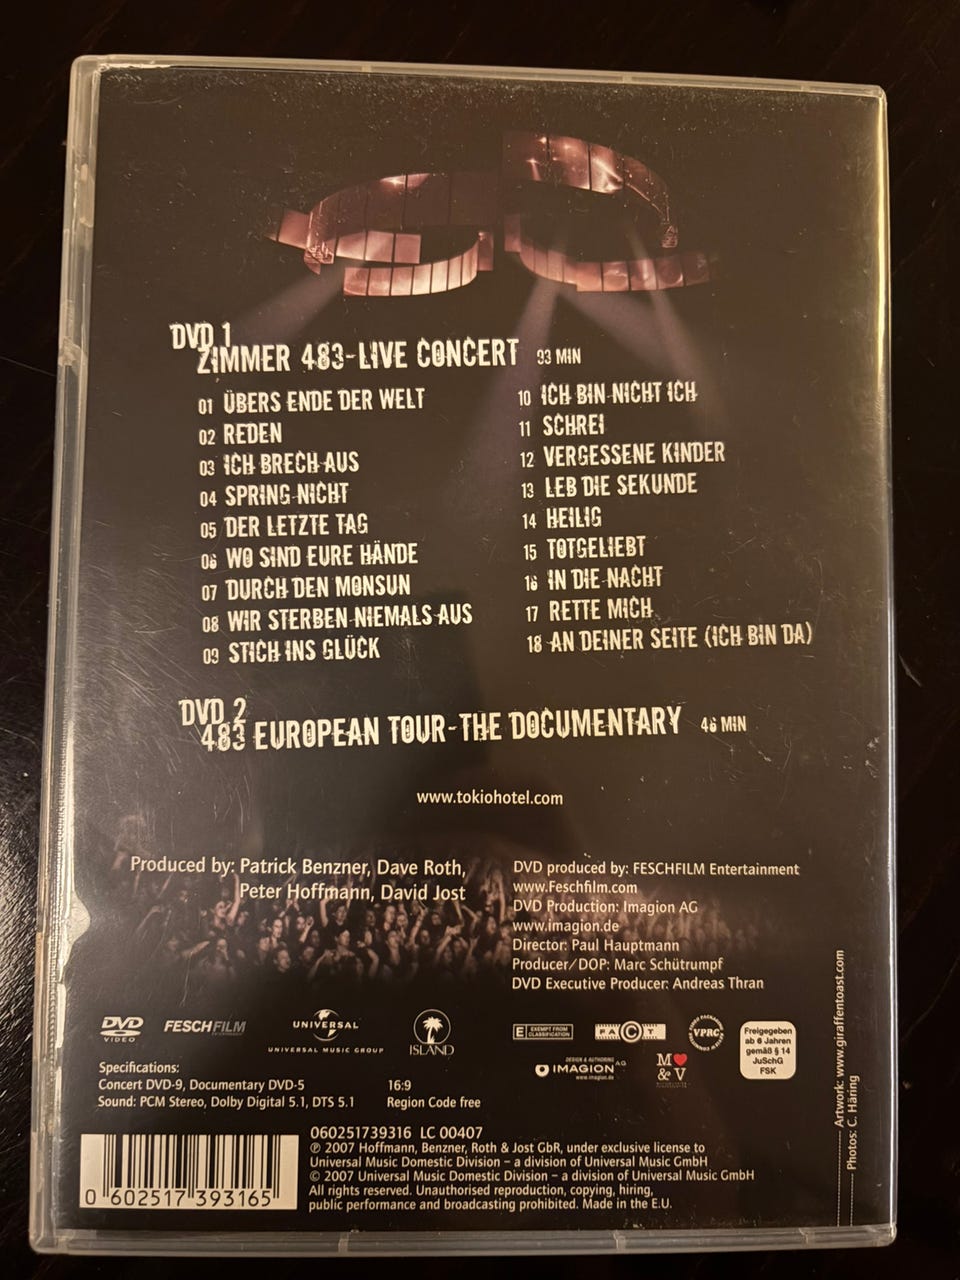 DVD 1
ZIMMER 483-LIVE CONCERT 93 MIN
01 ÜBERS ENDE DER WELT
02 REDEN
03 ICH BRECH AUS
04 SPRING NICHT
05 DER LETZTE TAG
06 WO SIND EURE HÄNDE
07 DURCH DEN MONSUN
08 WIR STERBEN NIEMALS AUS
09 STICH INS GLÜCK
10 ICH BIN NICHT ICH
11 SCHREI
12 VERGESSENE KINDER
13 LEB DIE SEKUNDE
14 HEILIG
15 TOTGELIEBT
16 IN DIE NACHT
17 RETTE MICH
18 AN DEINER SEITE (ICH BIN DA)
DVD 2
483 EUROPEAN TOUR-THE DOCUMENTARY 46 MIN
www.tokiohotel.com
Produced by: Patrick Benzner, Dave Roth,
Peter Hoffmann, David Jost
DVD produced by: FESCHFILM Entertainment
www.Feschfilm.com
DVD Production: Imagion AG
www.imagion.de
Director: Paul Hauptmann
Producer/DOP: Marc Schütrumpf
DVD Executive Producer: Andreas Thran
DVD
VIDEO
FESCHFILM
UNIVERSAL
UNIVERSAL MUSIC GROUP
ISLAND
E EXEMPT FROM CLASSIFICATION
FACT
VPRC
Freigegeben
ab 6 Jahren
gemäß § 14
JuSchG
FSK
DESIGN & AUTHORING
IMAGION AG
www.imagion.de
M
& V
Specifications:
Concert DVD-9, Documentary DVD-5
Sound: PCM Stereo, Dolby Digital 5.1, DTS 5.1
16:9
Region Code free
060251739316 LC 00407
℗ 2007 Hoffmann, Benzner, Roth & Jost GbR, under exclusive license to
Universal Music Domestic Division – a division of Universal Music GmbH
© 2007 Universal Music Domestic Division – a division of Universal Music GmbH
All rights reserved. Unauthorised reproduction, copying, hiring,
public performance and broadcasting prohibited. Made in the E.U.
0 602517 393165
Artwork: www.giraffentoast.com
Photos: C. Häring